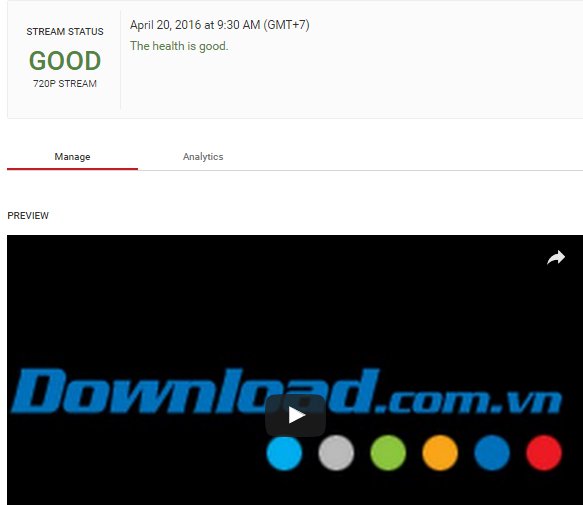 STREAM STATUS
GOOD
720P STREAM
April 20, 2016 at 9:30 AM (GMT+7)
The health is good.
Manage
Analytics
PREVIEW
Download.com.vn